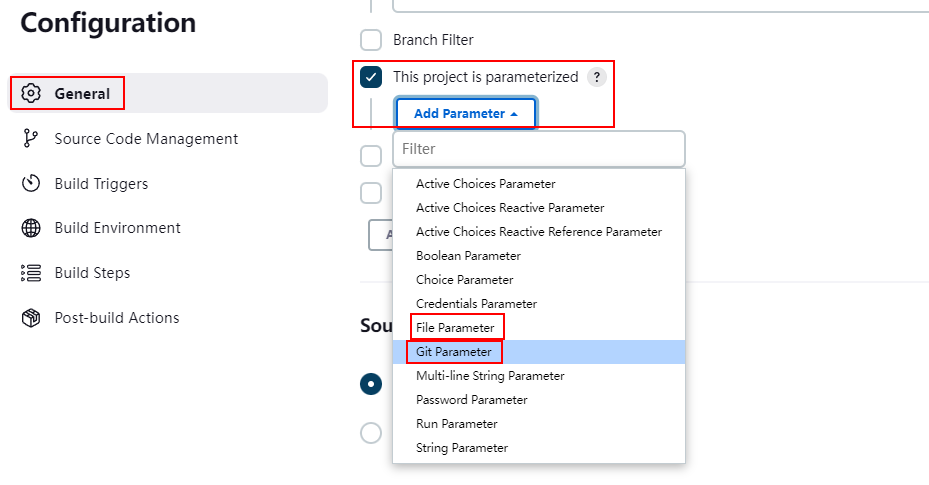 Configuration
General
Source Code Management
Build Triggers
Build Environment
Build Steps
Post-build Actions
Branch Filter
This project is parameterized ?
Add Parameter
Filter
Active Choices Parameter
Active Choices Reactive Parameter
Active Choices Reactive Reference Parameter
Boolean Parameter
Choice Parameter
Credentials Parameter
File Parameter
Git Parameter
Multi-line String Parameter
Password Parameter
Run Parameter
String Parameter